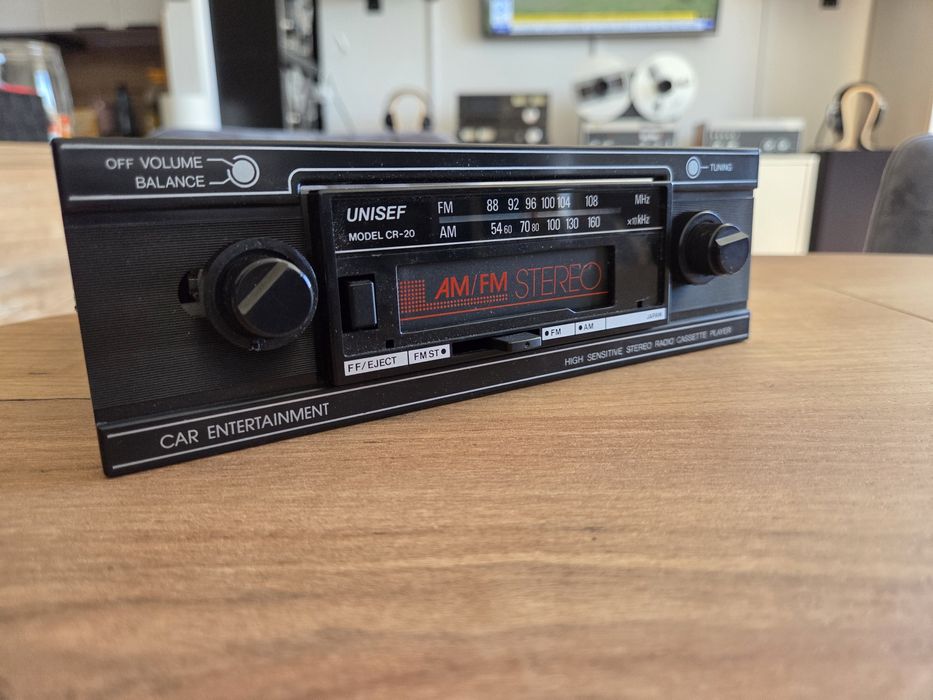 OFF VOLUME
BALANCE
TUNING
UNISEF
MODEL CR-20
FM 88 92 96 100 104 108 MHz
AM 54 60 70 80 100 130 160 ×10kHz
AM/FM STEREO
FF/EJECT FM ST ● ● FM ● AM JAPAN
HIGH SENSITIVE STEREO RADIO CASSETTE PLAYER
CAR ENTERTAINMENT